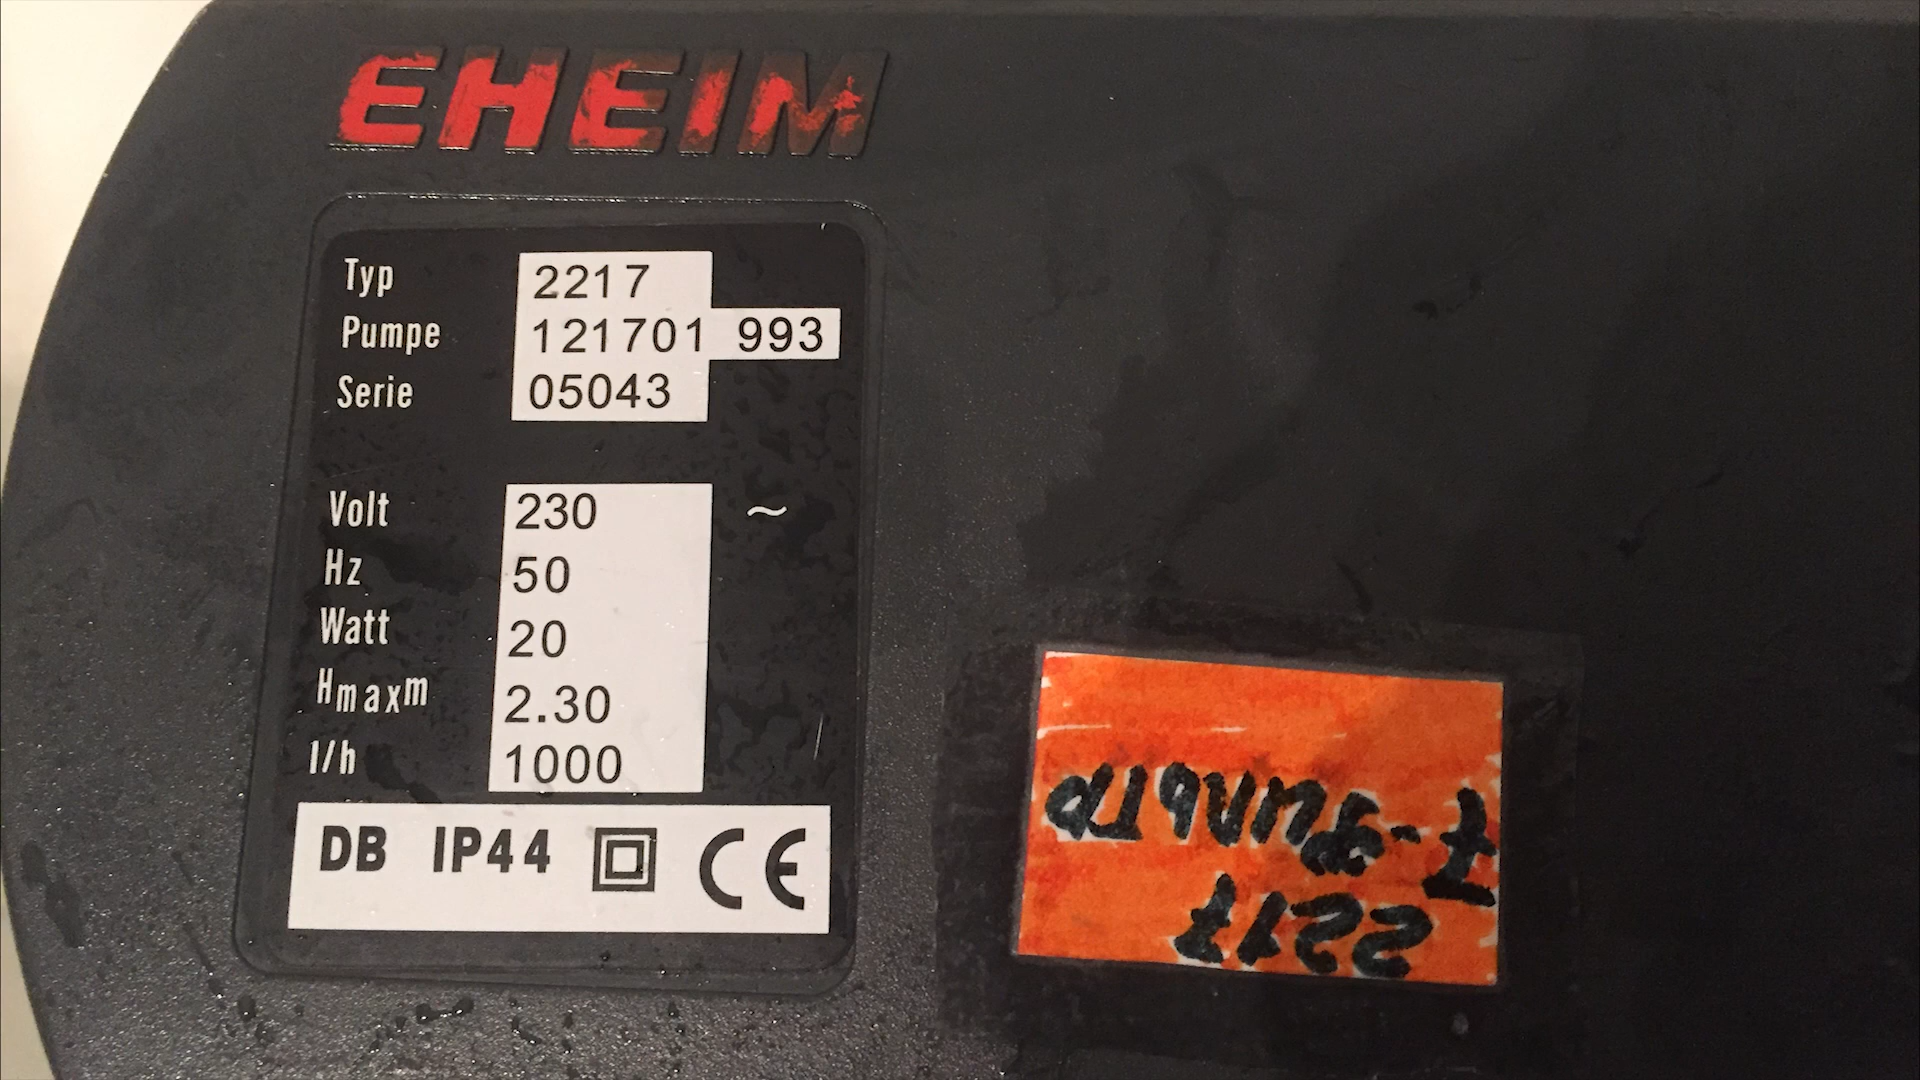 EHEIM
Typ 2217
Pumpe 121701 993
Serie 05043
Volt 230 ~
Hz 50
Watt 20
Hmaxm 2.30
l/h 1000
DB IP44 CE
2217